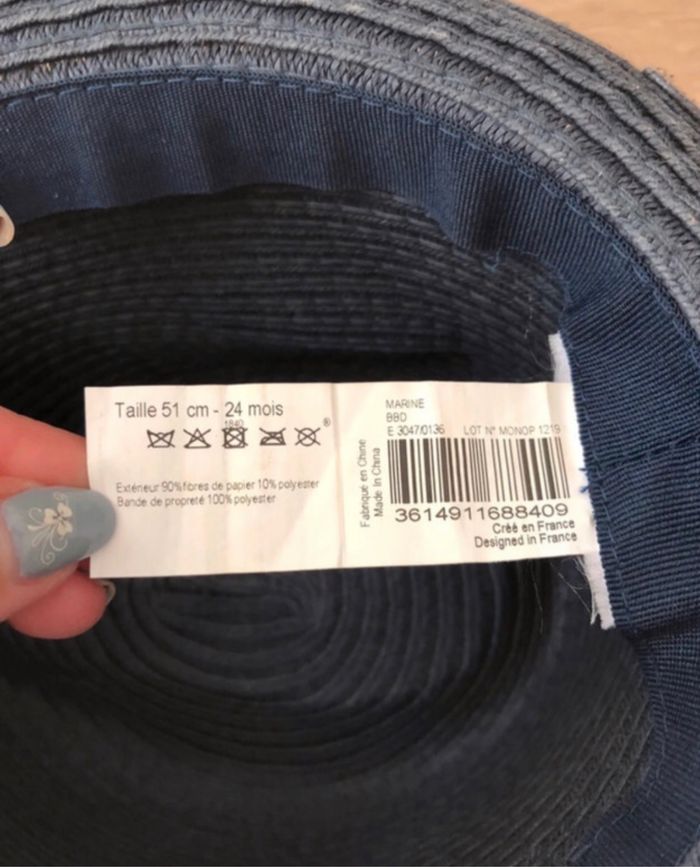 Taille 51 cm - 24 mois
1840
®
Extérieur 90% fibres de papier 10% polyester
Bande de propreté 100% polyester
Fabriqué en Chine
Made In China
MARINE
BBD
E 3047/0136 LOT N° MONOP 1219
3614911688409
Créé en France
Designed in France